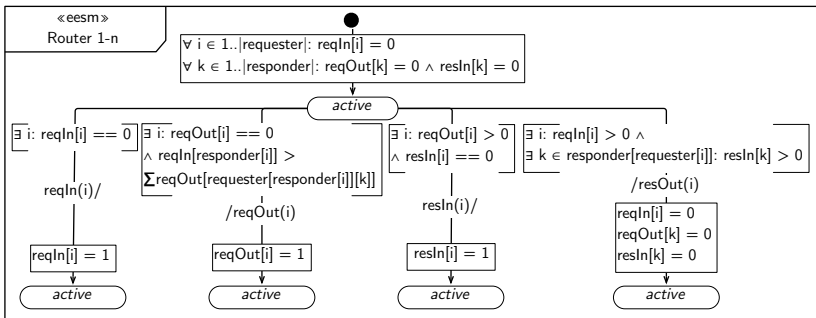 «eesm»
Router 1-n
∀ i ∈ 1..|requester|: reqIn[i] = 0
∀ k ∈ 1..|responder|: reqOut[k] = 0 ∧ resIn[k] = 0
active
∃ i: reqIn[i] == 0
reqIn(i)/
reqIn[i] = 1
active
∃ i: reqOut[i] == 0
∧ reqIn[responder[i]] >
∑reqOut[requester[responder[i]][k]]
/reqOut(i)
reqOut[i] = 1
active
∃ i: reqOut[i] > 0
∧ resIn[i] == 0
resIn(i)/
resIn[i] = 1
active
∃ i: reqIn[i] > 0 ∧
∃ k ∈ responder[requester[i]]: resIn[k] > 0
/resOut(i)
reqIn[i] = 0
reqOut[k] = 0
resIn[k] = 0
active